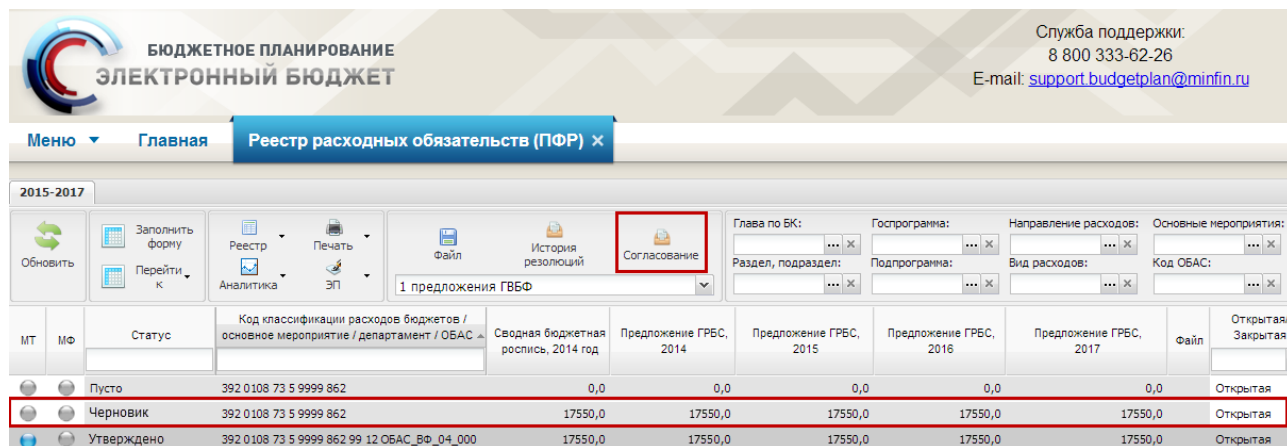 БЮДЖЕТНОЕ ПЛАНИРОВАНИЕ
ЭЛЕКТРОННЫЙ БЮДЖЕТ
Служба поддержки:
8 800 333-62-26
E-mail: support.budgetplan@minfin.ru
Меню Главная Реестр расходных обязательств (ПФР) ×
2015-2017
Обновить
Заполнить форму
Перейти к
Реестр
Печать
Аналитика
ЭП
Файл
История резолюций
Согласование
1 предложения ГВБФ
Глава по БК: Госпрограмма: Направление расходов: Основные мероприятия:
Раздел, подраздел: Подпрограмма: Вид расходов: Код ОБАС:
МТ МФ Статус
Код классификации расходов бюджетов /
основное мероприятие / департамент / ОБАС
Сводная бюджетная
роспись, 2014 год
Предложение ГРБС,
2014
Предложение ГРБС,
2015
Предложение ГРБС,
2016
Предложение ГРБС,
2017
Файл
Открытая/
Закрытая
Пусто 392 0108 73 5 9999 862 0,0 0,0 0,0 0,0 0,0 Открытая
Черновик 392 0108 73 5 9999 862 17550,0 17550,0 17550,0 17550,0 17550,0 Открытая
Утверждено 392 0108 73 5 9999 862 99 12 ОБАС_ВФ_04_000 17550,0 17550,0 17550,0 17550,0 17550,0 Открытая